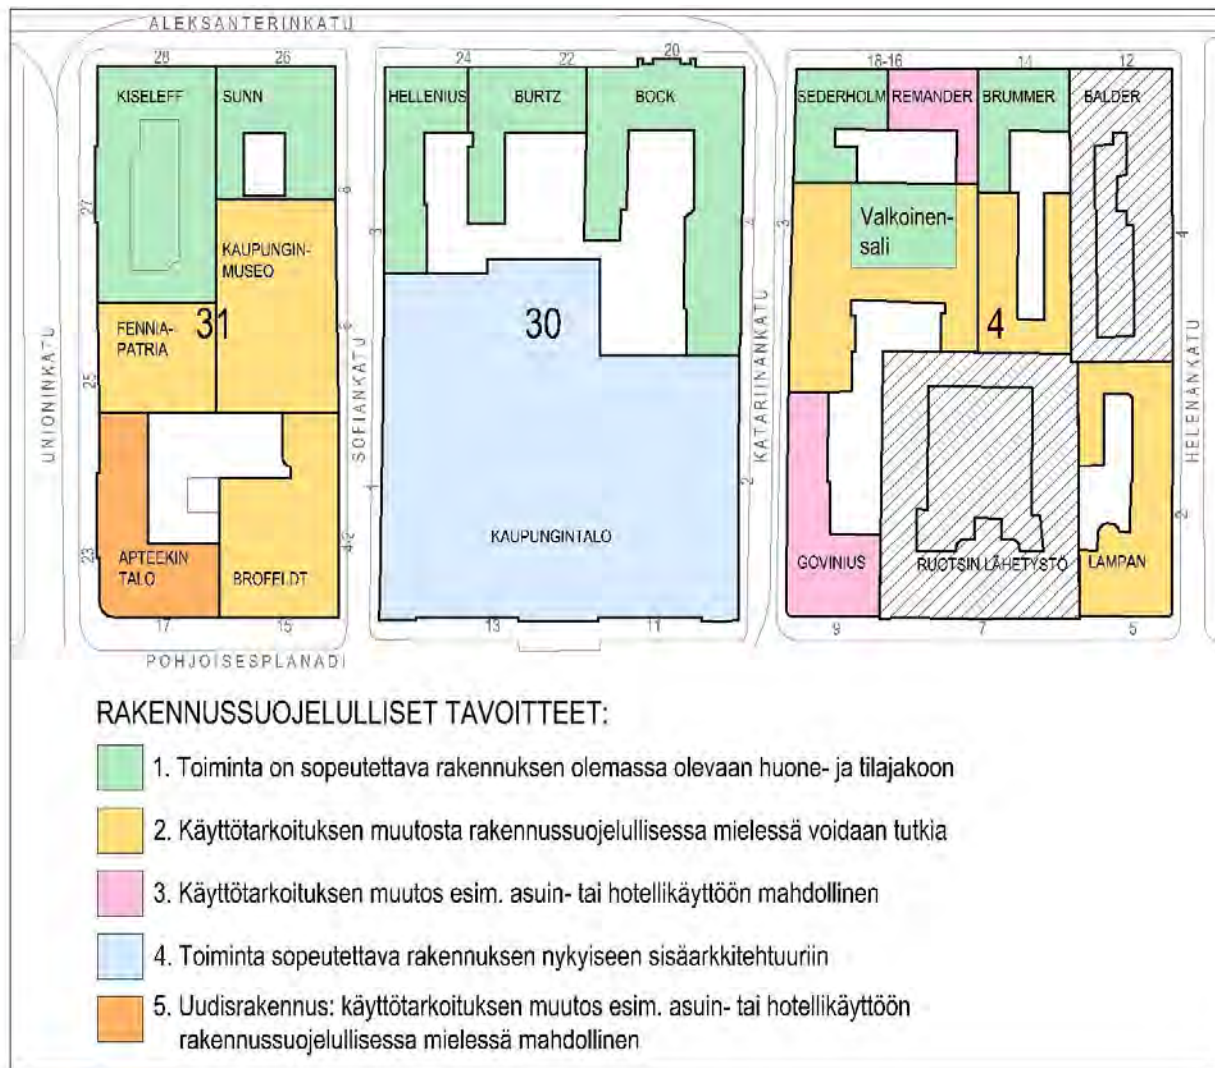 ALEKSANTERINKATU
28 26 24 22 20 18-16 14 12
KISELEFF SUNN HELLENIUS BURTZ BOCK SEDERHOLM REMANDER BRUMMER BALDER
27 8 3 4 3 4
Valkoinen-
sali
KAUPUNGIN-
MUSEO
FENNIA-
PATRIA
31 30 4
UNIONINKATU
25 6
SOFIANKATU
KATARIINANKATU
HELENANKATU
1 2 2
23 4-2
KAUPUNGINTALO
APTEEKIN
TALO
BROFELDT
GOVINIUS RUOTSIN LÄHETYSTÖ LAMPAN
17 15 13 11 9 7 5
POHJOISESPLANADI
RAKENNUSSUOJELULLISET TAVOITTEET:
1. Toiminta on sopeutettava rakennuksen olemassa olevaan huone- ja tilajakoon
2. Käyttötarkoituksen muutosta rakennussuojelullisessa mielessä voidaan tutkia
3. Käyttötarkoituksen muutos esim. asuin- tai hotellikäyttöön mahdollinen
4. Toiminta sopeutettava rakennuksen nykyiseen sisäarkkitehtuuriin
5. Uudisrakennus: käyttötarkoituksen muutos esim. asuin- tai hotellikäyttöön
rakennussuojelullisessa mielessä mahdollinen